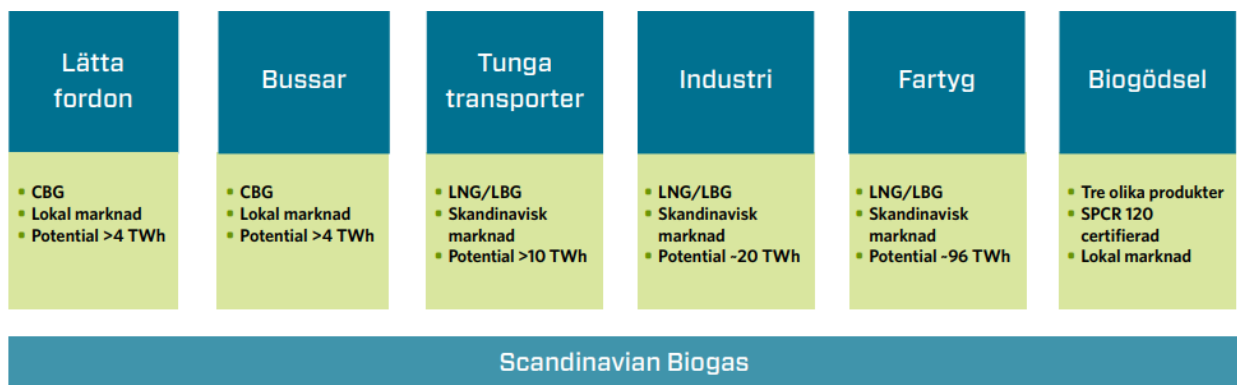 Lätta
fordon
• CBG
• Lokal marknad
• Potential >4 TWh
Bussar
• CBG
• Lokal marknad
• Potential >4 TWh
Tunga
transporter
• LNG/LBG
• Skandinavisk
marknad
• Potential >10 TWh
Industri
• LNG/LBG
• Skandinavisk
marknad
• Potential ~20 TWh
Fartyg
• LNG/LBG
• Skandinavisk
marknad
• Potential ~96 TWh
Biogödsel
• Tre olika produkter
• SPCR 120
certifierad
• Lokal marknad
Scandinavian Biogas